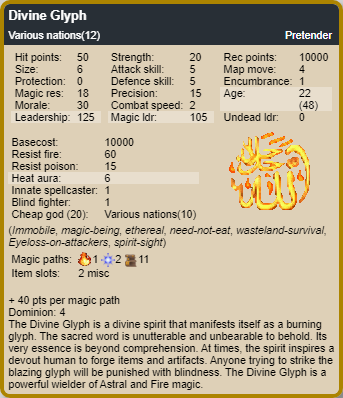 Divine Glyph
Various nations(12) Pretender
Hit points: 50 Strength: 20 Rec points: 10000
Size: 6 Attack skill: 5 Map move: 4
Protection: 0 Defence skill: 5 Encumbrance: 1
Magic res: 18 Precision: 15 Age: 22
Morale: 30 Combat speed: 2 (48)
Leadership: 125 Magic ldr: 105 Undead ldr: 0
Basecost: 10000
Resist fire: 60
Resist poison: 15
Heat aura: 6
Innate spellcaster: 1
Blind fighter: 1
Cheap god (20): Various nations(10)
(Immobile, magic-being, ethereal, need-not-eat, wasteland-survival,
Eyeloss-on-attackers, spirit-sight)
Magic paths: 1 2 11
Item slots: 2 misc
+ 40 pts per magic path
Dominion: 4
The Divine Glyph is a divine spirit that manifests itself as a burning
glyph. The sacred word is unutterable and unbearable to behold. Its
very essence is beyond comprehension. At times, the spirit inspires a
devout human to forge items and artifacts. Anyone trying to strike the
blazing glyph will be punished with blindness. The Divine Glyph is a
powerful wielder of Astral and Fire magic.